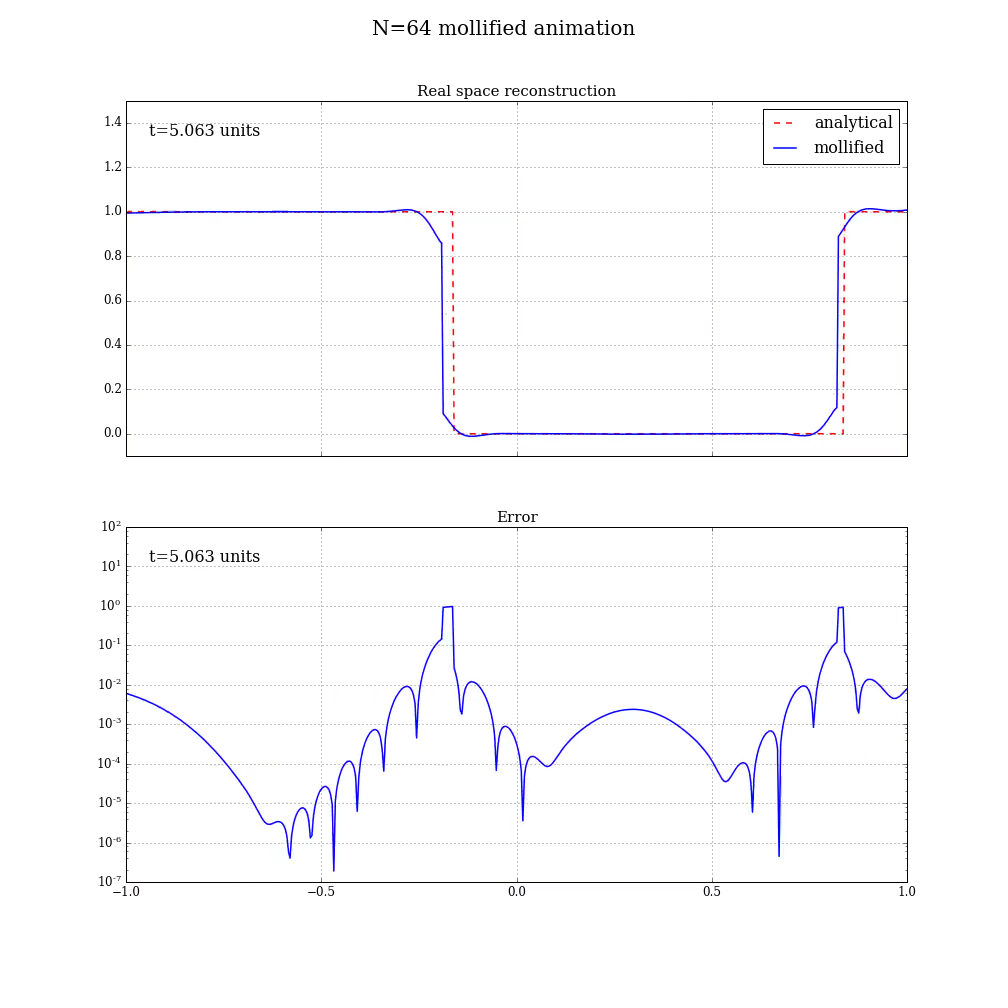 N=64 mollified animation
Real space reconstruction
t=5.063 units
analytical
mollified
1.4
1.2
1.0
0.8
0.6
0.4
0.2
0.0
Error
t=5.063 units
10²
10¹
10⁰
10⁻¹
10⁻²
10⁻³
10⁻⁴
10⁻⁵
10⁻⁶
10⁻⁷
−1.0 −0.5 0.0 0.5 1.0